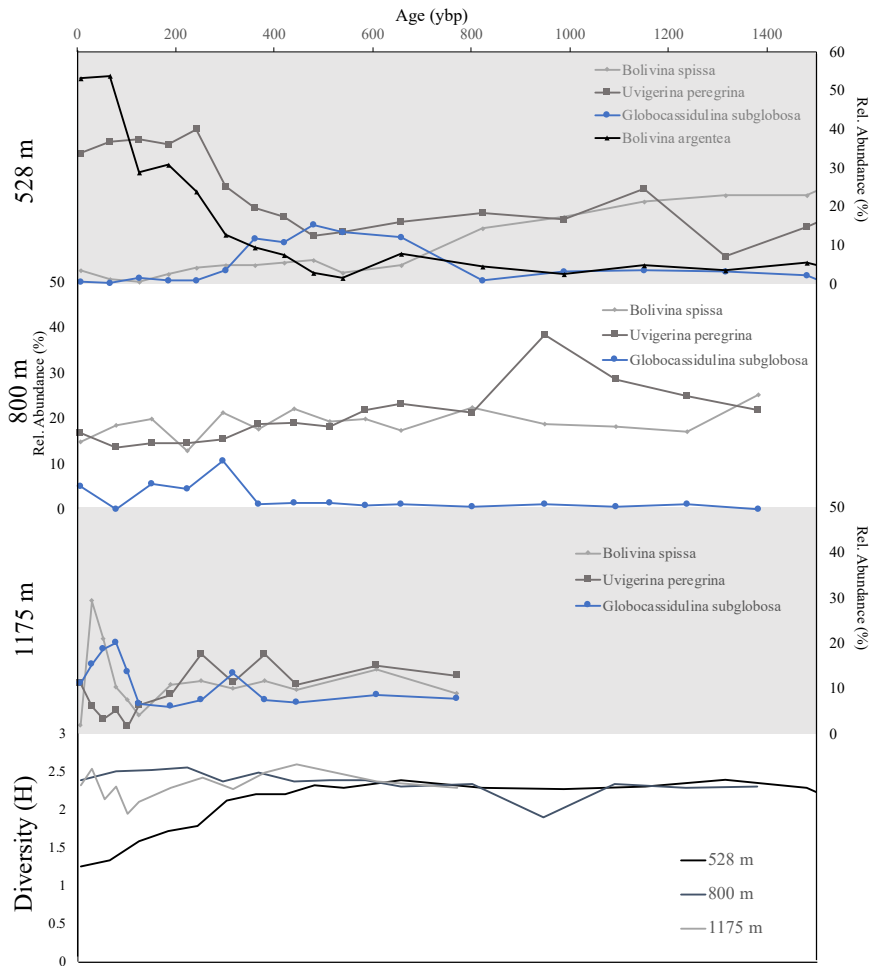 Age (ybp)
0 200 400 600 800 1000 1200 1400
528 m
Bolivina spissa
Uvigerina peregrina
Globocassidulina subglobosa
Bolivina argentea
60
50
40
30
20
10
0
Rel. Abundance (%)
800 m
Rel. Abundance (%)
50
40
30
20
10
0
Bolivina spissa
Uvigerina peregrina
Globocassidulina subglobosa
1175 m
Bolivina spissa
Uvigerina peregrina
Globocassidulina subglobosa
50
40
30
20
10
0
Rel. Abundance (%)
Diversity (H)
3
2.5
2
1.5
1
0.5
0
528 m
800 m
1175 m